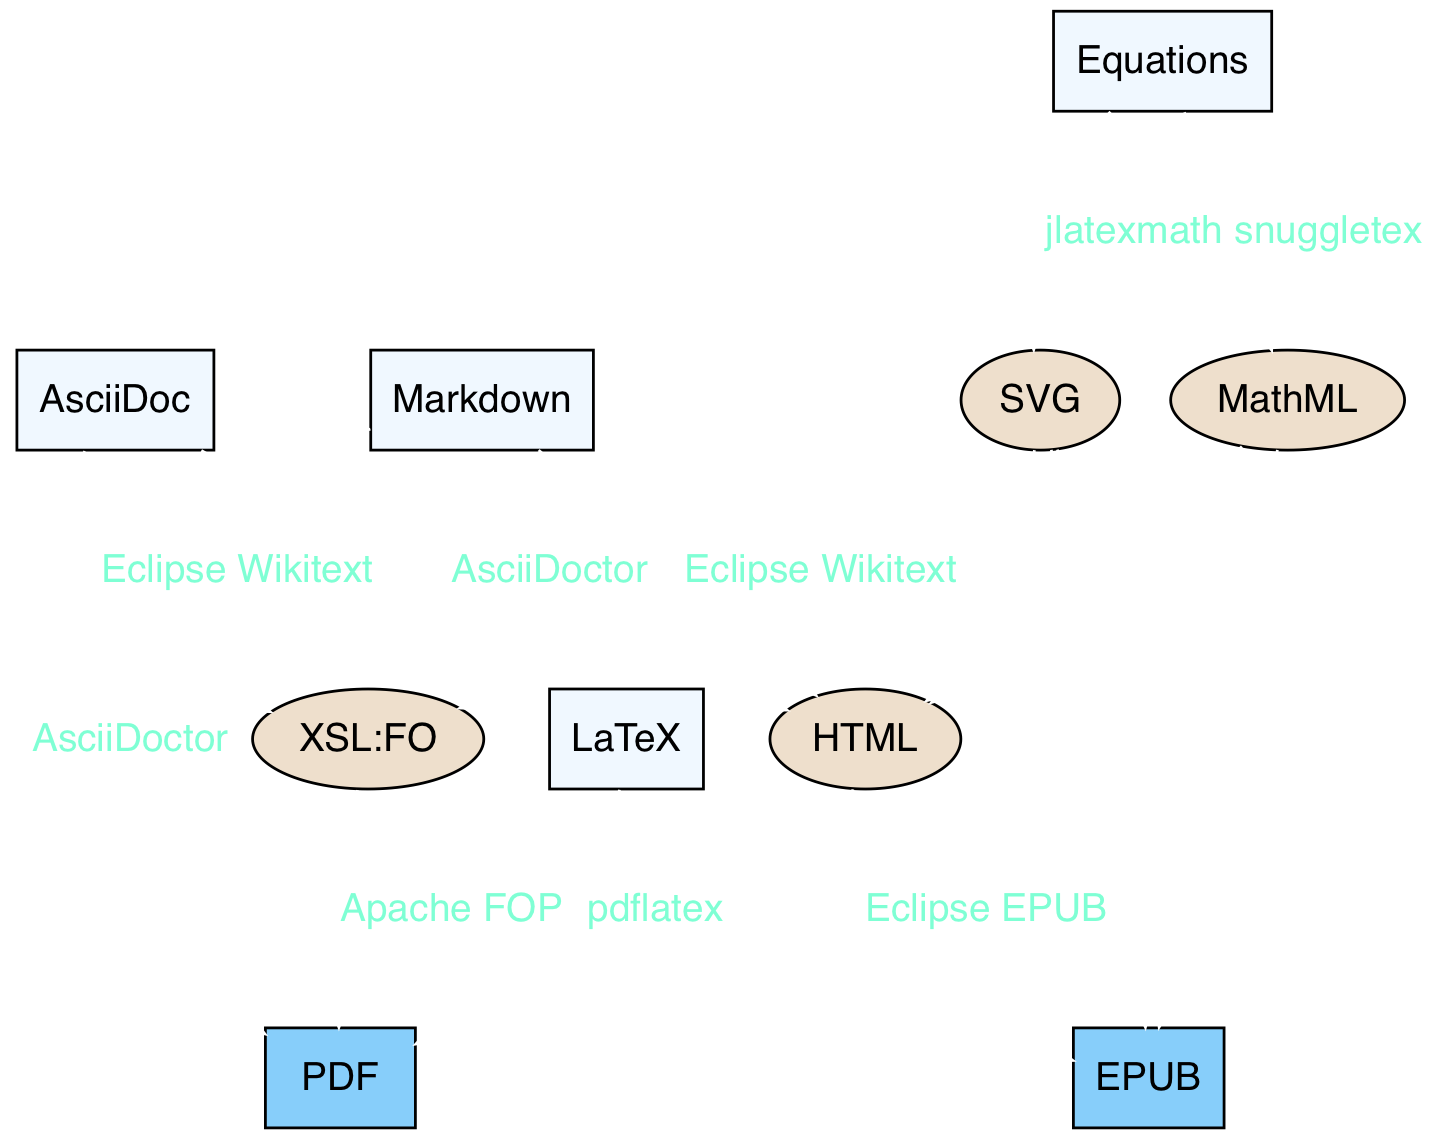 Equations
jlatexmath snuggletex
AsciiDoc
Markdown
SVG
MathML
Eclipse Wikitext
AsciiDoctor
Eclipse Wikitext
AsciiDoctor
XSL:FO
LaTeX
HTML
Apache FOP
pdflatex
Eclipse EPUB
PDF
EPUB